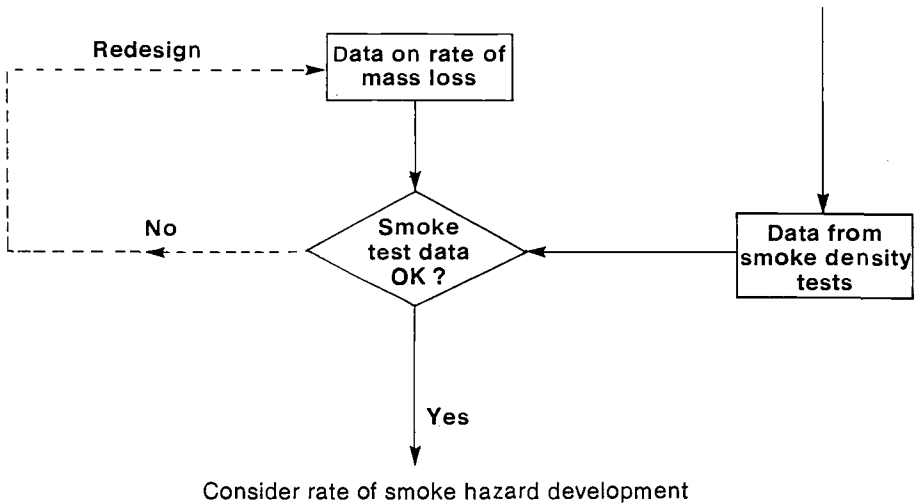 Redesign
Data on rate of
mass loss
No
Smoke
test data
OK ?
Data from
smoke density
tests
Yes
Consider rate of smoke hazard development